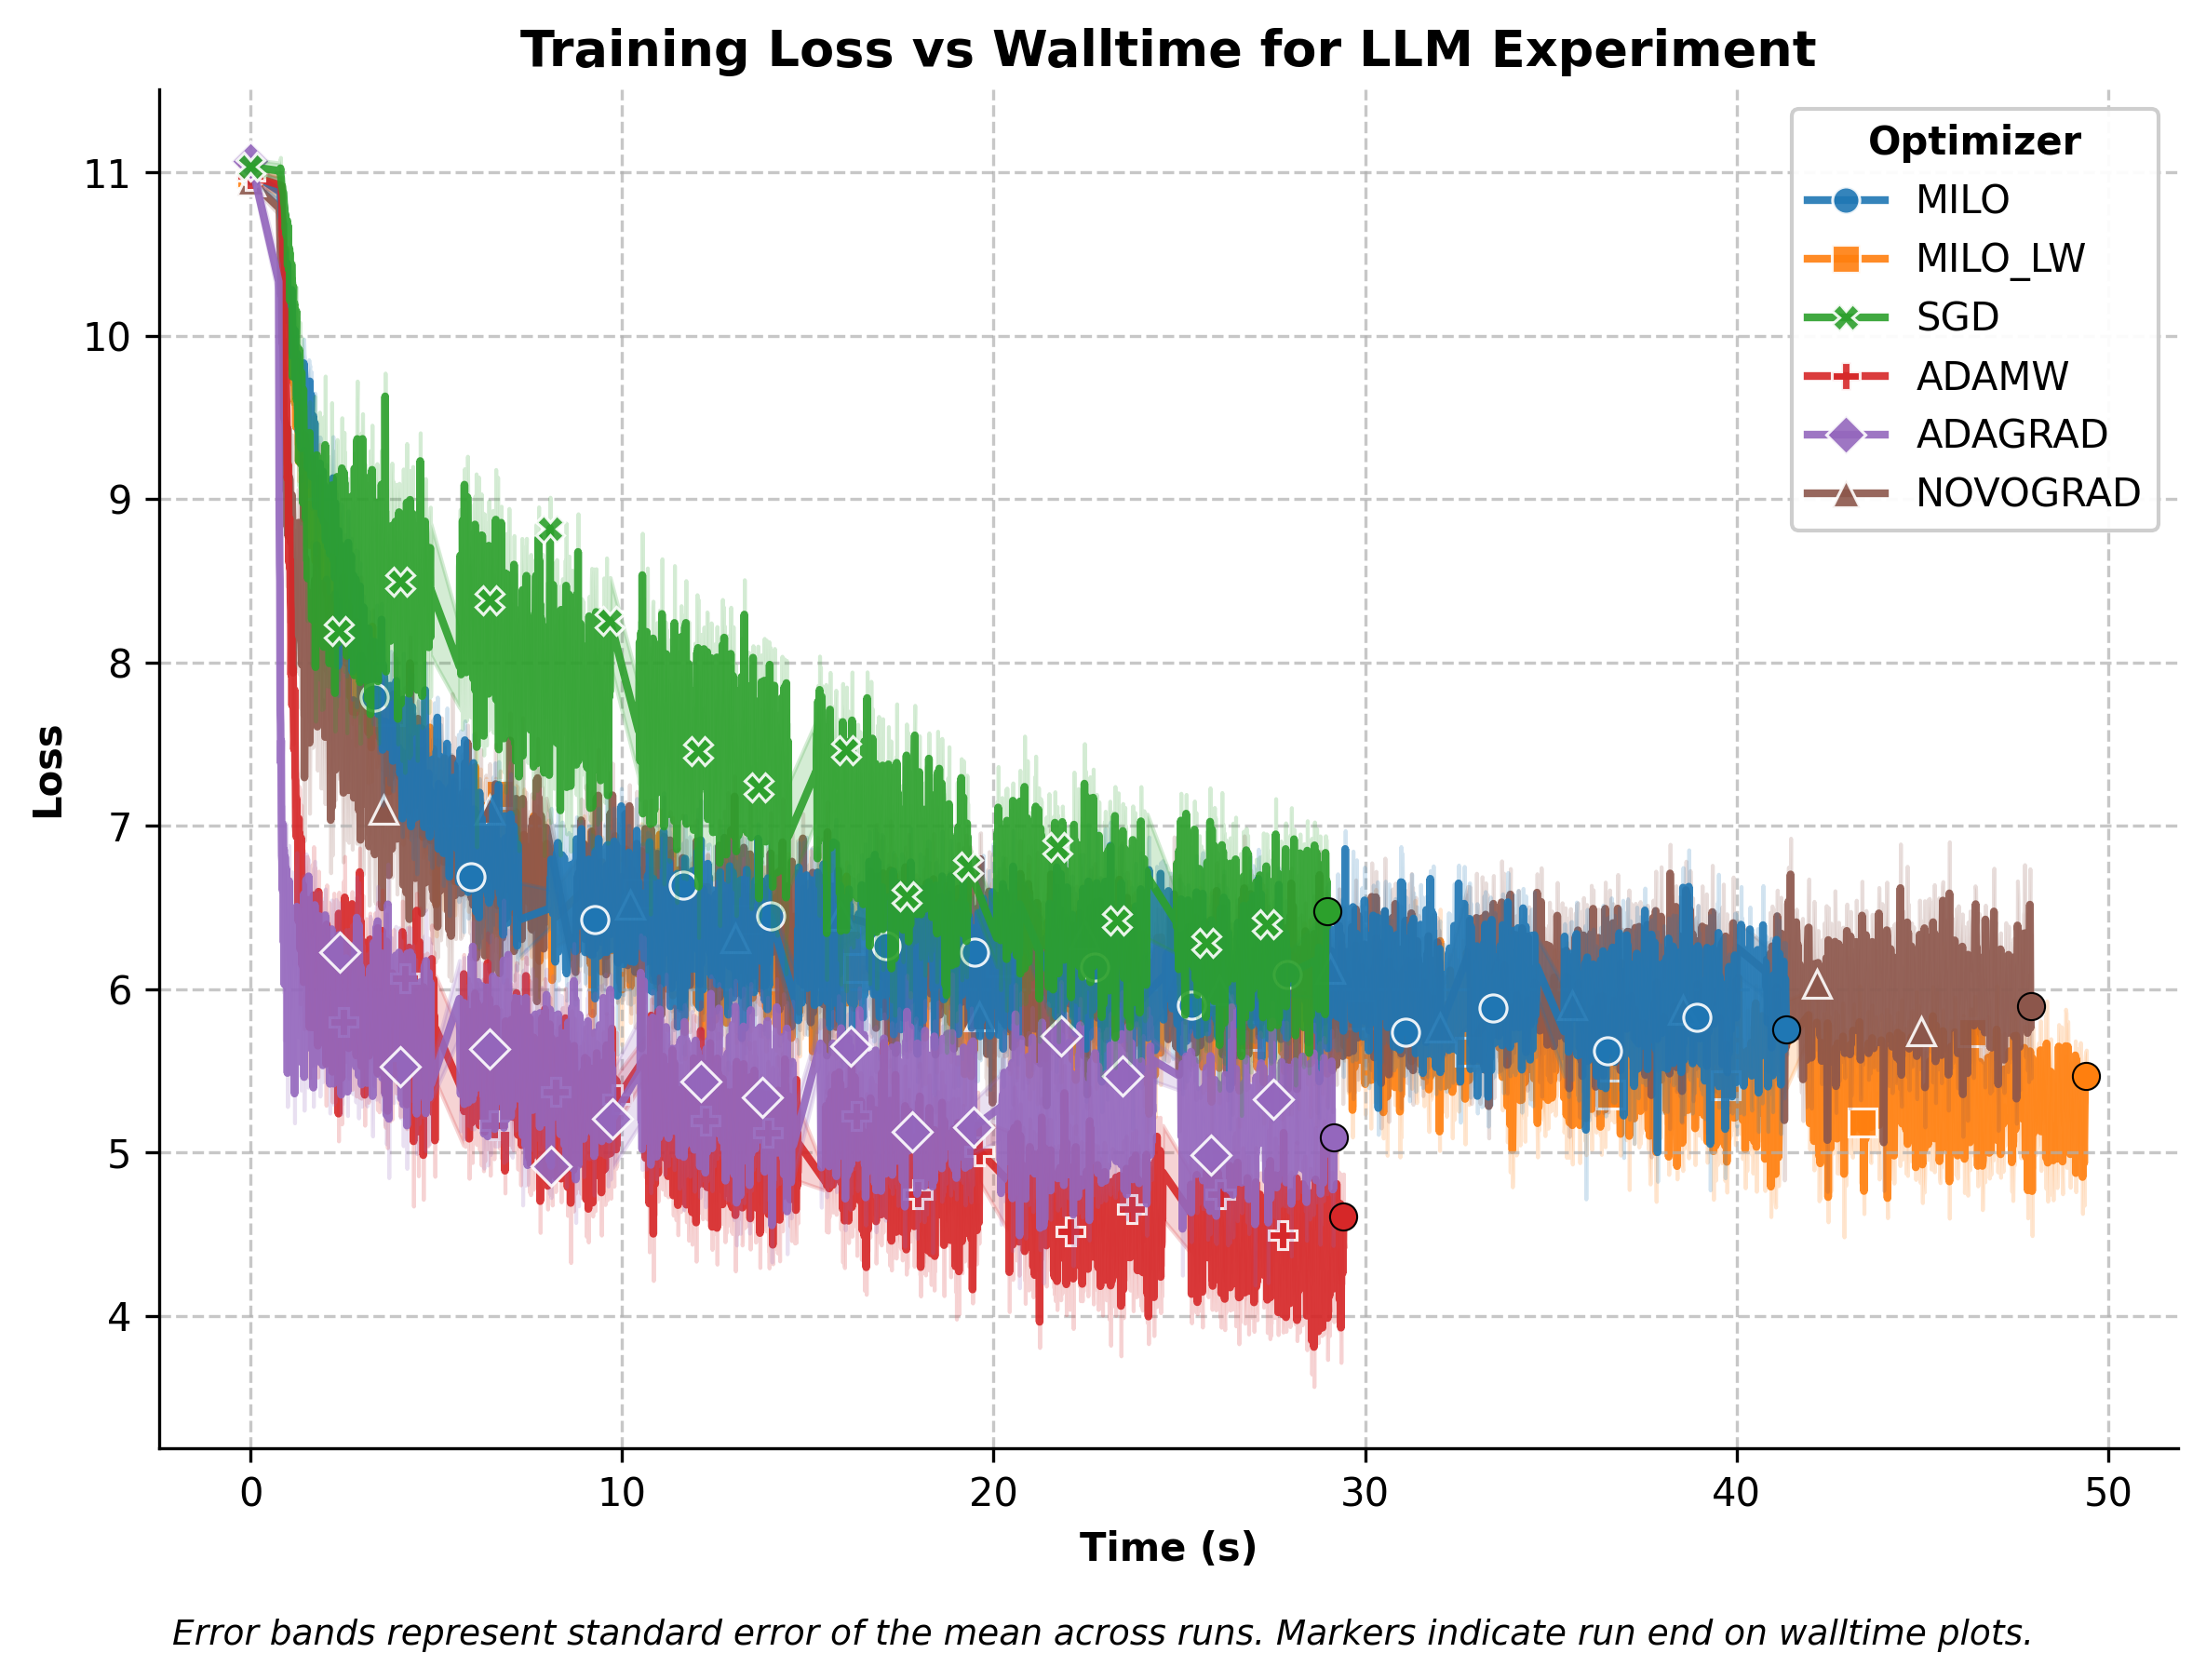 Training Loss vs Walltime for LLM Experiment
Optimizer
MILO
MILO_LW
SGD
ADAMW
ADAGRAD
NOVOGRAD
Loss
11
10
9
8
7
6
5
4
0 10 20 30 40 50
Time (s)
Error bands represent standard error of the mean across runs. Markers indicate run end on walltime plots.